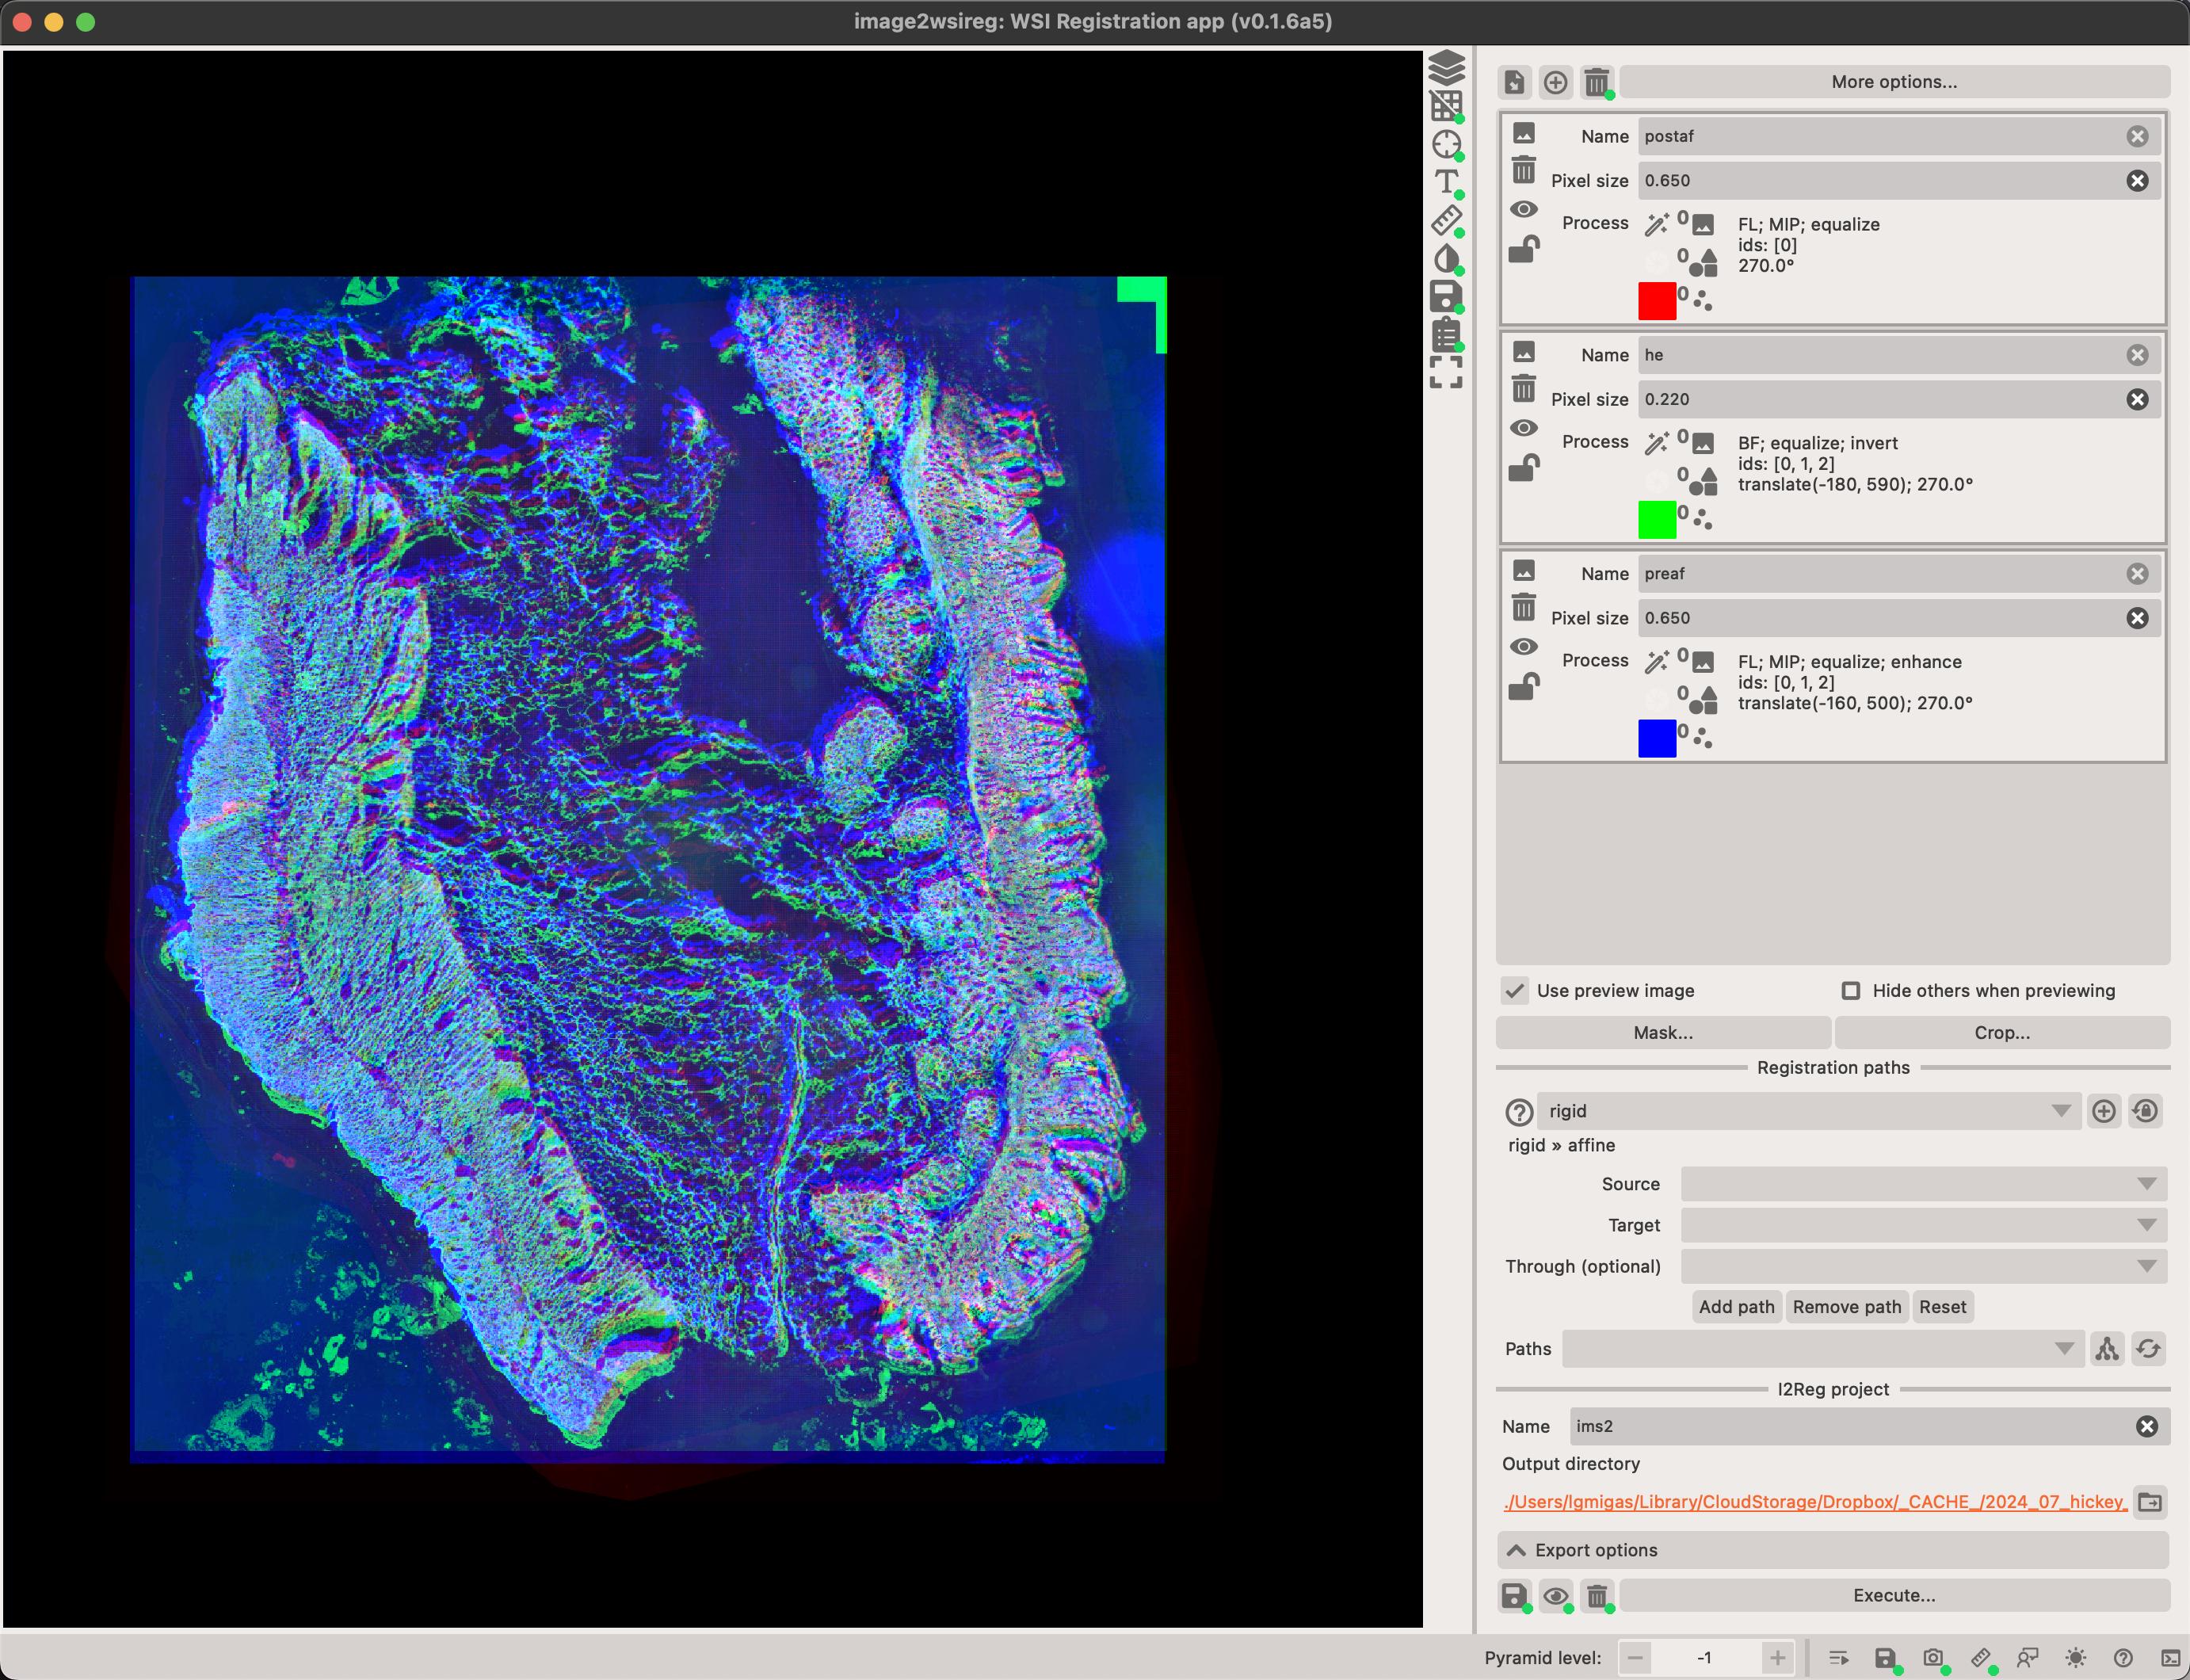 image2wsireg: WSI Registration app (v0.1.6a5)
More options...
Name postaf
Pixel size 0.650
Process 0 FL; MIP; equalize
ids: [0]
0 270.0°
0
Name he
Pixel size 0.220
Process 0 BF; equalize; invert
ids: [0, 1, 2]
0 translate(-180, 590); 270.0°
0
Name preaf
Pixel size 0.650
Process 0 FL; MIP; equalize; enhance
ids: [0, 1, 2]
0 translate(-160, 500); 270.0°
0
Use preview image Hide others when previewing
Mask... Crop...
Registration paths
rigid
rigid » affine
Source
Target
Through (optional)
Add path Remove path Reset
Paths
I2Reg project
Name ims2
Output directory
./Users/lgmigas/Library/CloudStorage/Dropbox/_CACHE_/2024_07_hickey_
Export options
Execute...
Pyramid level: -1